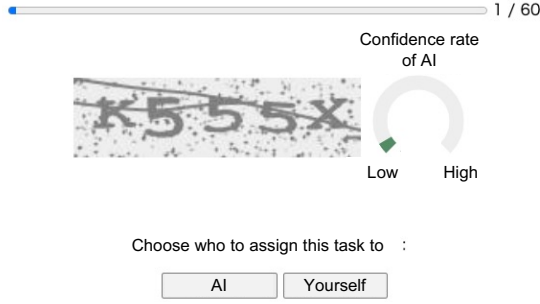 1 / 60
Confidence rate
of AI
K555X
Low High
Choose who to assign this task to :
AI Yourself